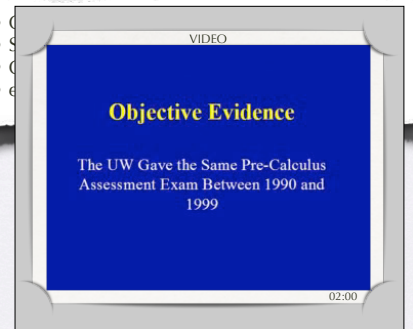 VIDEO
Objective Evidence
The UW Gave the Same Pre-Calculus
Assessment Exam Between 1990 and
1999
02:00